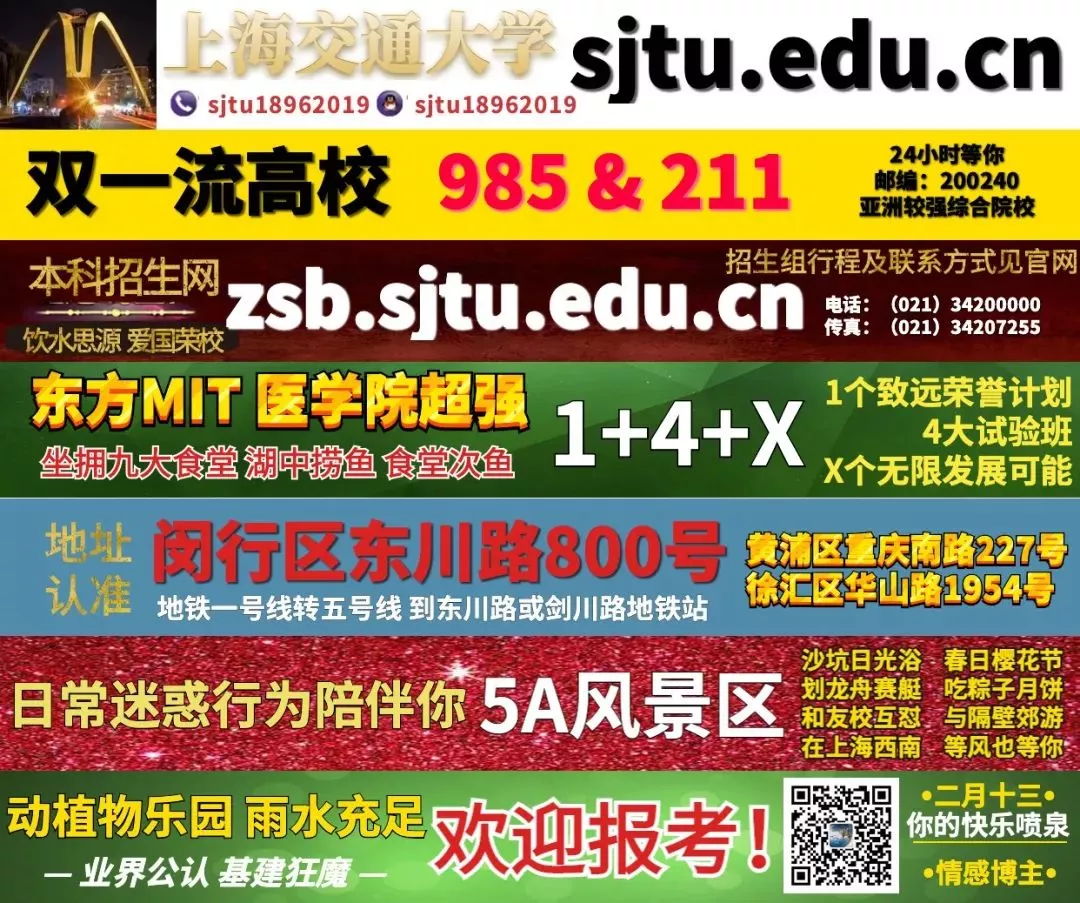 上海交通大学
sjtu.edu.cn
sjtu18962019 sjtu18962019
双一流高校
985 & 211
24小时等你
邮编：200240
亚洲较强综合院校
本科招生网
饮水思源 爱国荣校
zsb.sjtu.edu.cn
招生组行程及联系方式见官网
电话：（021）34200000
传真：（021）34207255
东方MIT 医学院超强
坐拥九大食堂 湖中捞鱼 食堂次鱼
1+4+X
1个致远荣誉计划
4大试验班
X个无限发展可能
地址
认准
闵行区东川路800号
地铁一号线转五号线 到东川路或剑川路地铁站
黄浦区重庆南路227号
徐汇区华山路1954号
日常迷惑行为陪伴你
5A风景区
沙坑日光浴 春日樱花节
划龙舟赛艇 吃粽子月饼
和友校互怼 与隔壁郊游
在上海西南 等风也等你
动植物乐园 雨水充足
— 业界公认 基建狂魔 —
欢迎报考！
•二月十三•
你的快乐喷泉
•情感博主•